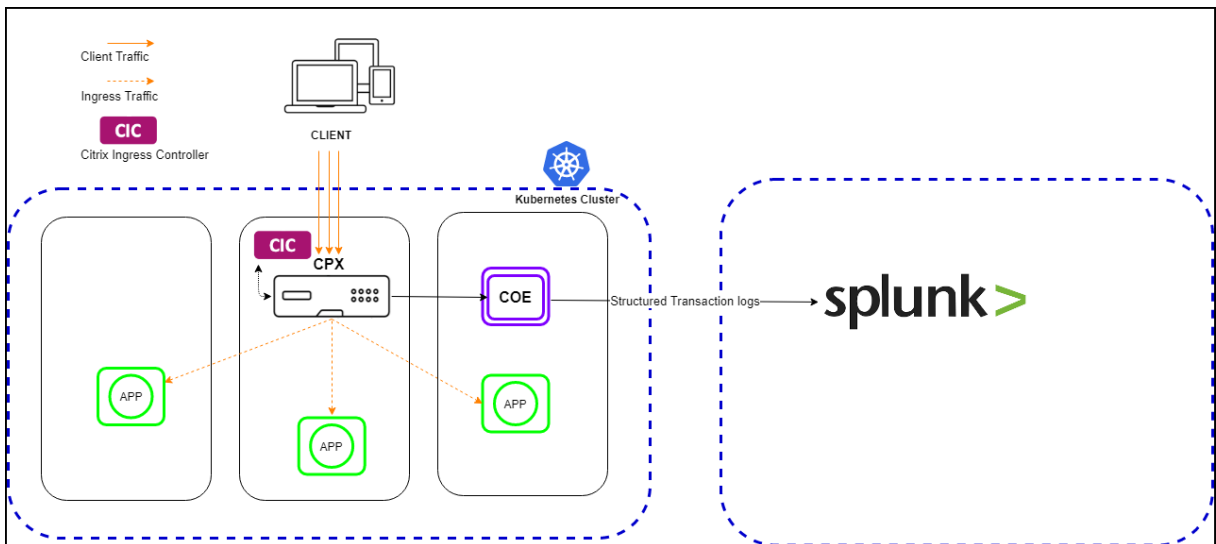 Client Traffic
Ingress Traffic
CIC
Citrix Ingress Controller
CLIENT
Kubernetes Cluster
CIC
CPX
COE
Structured Transaction logs
splunk>
APP
APP
APP